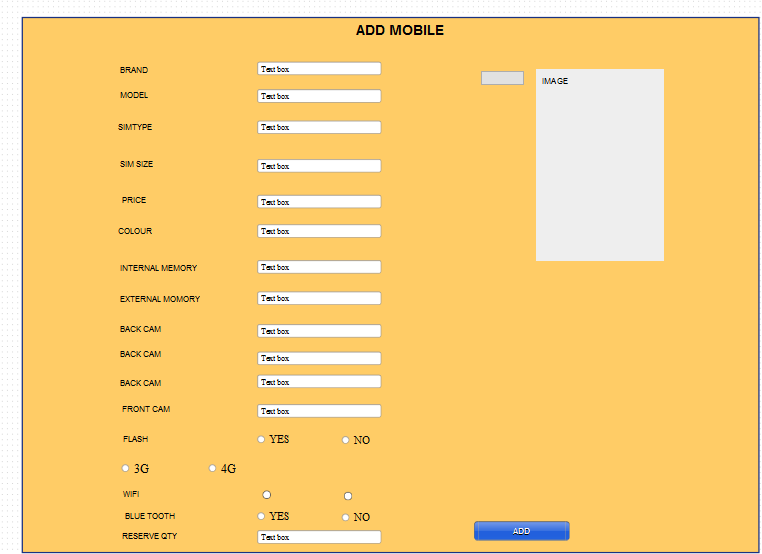 ADD MOBILE
BRAND Text box
IMAGE
MODEL Text box
SIMTYPE Text box
SIM SIZE Text box
PRICE Text box
COLOUR Text box
INTERNAL MEMORY Text box
EXTERNAL MOMORY Text box
BACK CAM Text box
BACK CAM Text box
BACK CAM Text box
FRONT CAM Text box
FLASH YES NO
3G 4G
WIFI
BLUE TOOTH YES NO
RESERVE QTY Text box
ADD